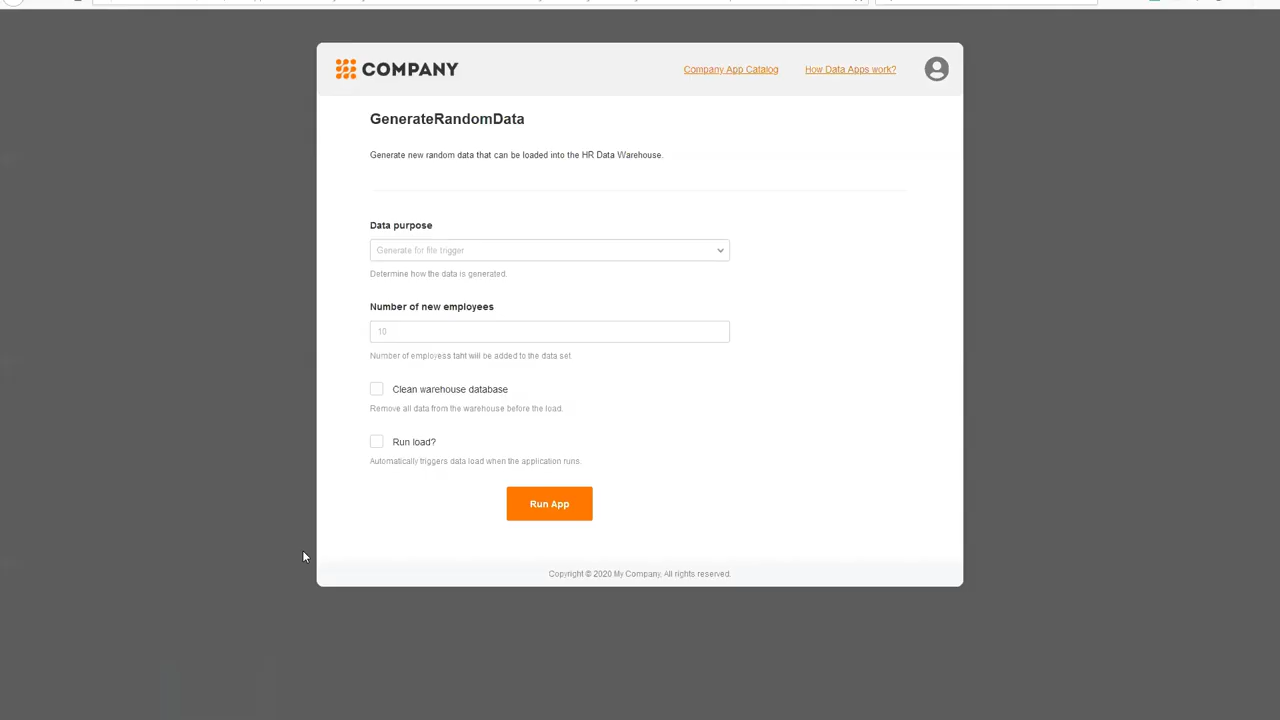 COMPANY
Company App Catalog
How Data Apps work?
GenerateRandomData
Generate new random data that can be loaded into the HR Data Warehouse.
Data purpose
Generate for file trigger
Determine how the data is generated.
Number of new employees
10
Number of employess taht will be added to the data set.
Clean warehouse database
Remove all data from the warehouse before the load.
Run load?
Automatically triggers data load when the application runs.
Run App
Copyright © 2020 My Company. All rights reserved.